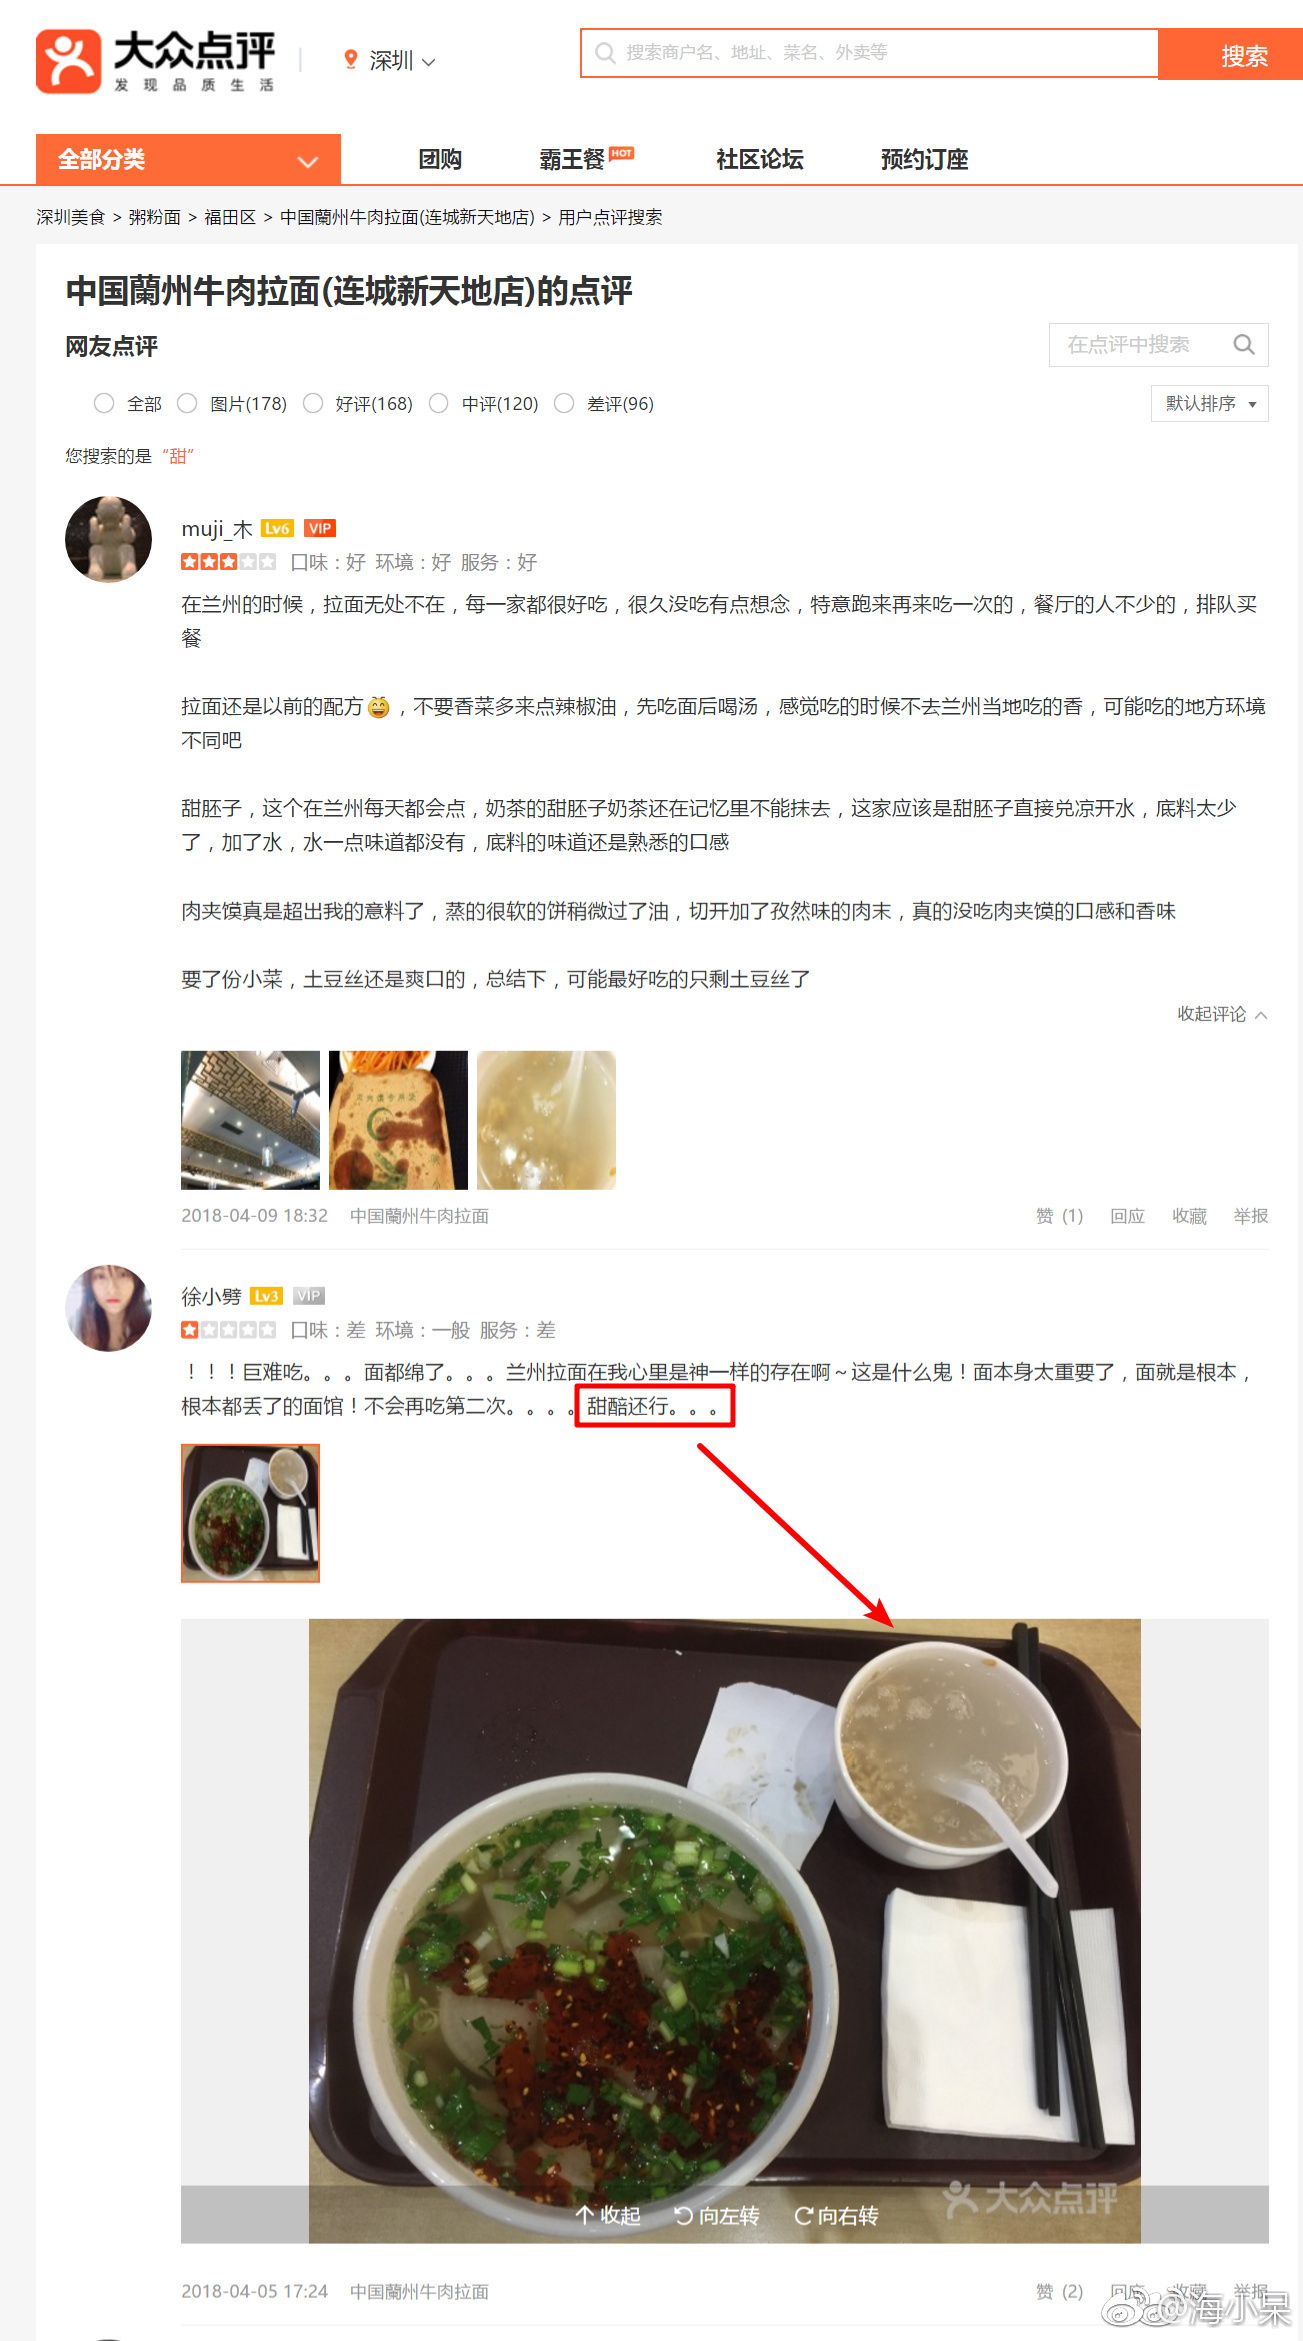 大众点评
发现品质生活
深圳
搜索商户名、地址、菜名、外卖等
搜索
全部分类
团购
霸王餐 HOT
社区论坛
预约订座
深圳美食 > 粥粉面 > 福田区 > 中国蘭州牛肉拉面(连城新天地店) > 用户点评搜索
中国蘭州牛肉拉面(连城新天地店)的点评
网友点评
在点评中搜索
全部 图片(178) 好评(168) 中评(120) 差评(96)
默认排序
您搜索的是 “甜”
muji_木 Lv6 VIP
口味：好 环境：好 服务：好
在兰州的时候，拉面无处不在，每一家都很好吃，很久没吃有点想念，特意跑来再来吃一次的，餐厅的人不少的，排队买
餐
拉面还是以前的配方😄，不要香菜多来点辣椒油，先吃面后喝汤，感觉吃的时候不去兰州当地吃的香，可能吃的地方环境
不同吧
甜胚子，这个在兰州每天都会点，奶茶的甜胚子奶茶还在记忆里不能抹去，这家应该是甜胚子直接兑凉开水，底料太少
了，加了水，水一点味道都没有，底料的味道还是熟悉的口感
肉夹馍真是超出我的意料了，蒸的很软的饼稍微过了油，切开加了孜然味的肉末，真的没吃肉夹馍的口感和香味
要了份小菜，土豆丝还是爽口的，总结下，可能最好吃的只剩土豆丝了
收起评论
2018-04-09 18:32 中国蘭州牛肉拉面
赞 (1) 回应 收藏 举报
徐小劈 Lv3 VIP
口味：差 环境：一般 服务：差
！！！巨难吃。。。面都绵了。。。兰州拉面在我心里是神一样的存在啊～这是什么鬼！面本身太重要了，面就是根本，
根本都丢了的面馆！不会再吃第二次。。。。甜醅还行。。。
收起 向左转 向右转
大众点评
2018-04-05 17:24 中国蘭州牛肉拉面
赞 (2) 回应 收藏 举报
@海小呆